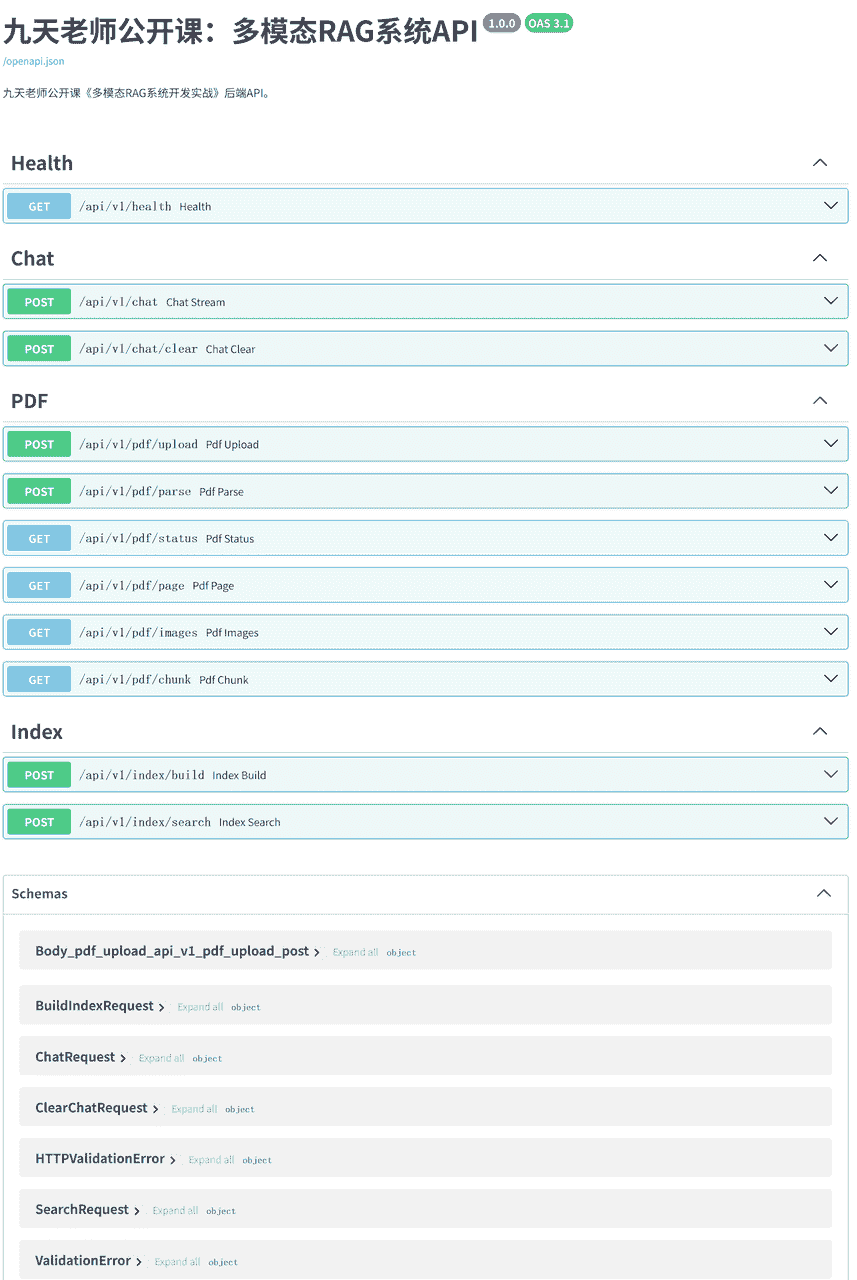 九天老师公开课：多模态RAG系统API 1.0.0 OAS 3.1
/openapi.json
九天老师公开课《多模态RAG系统开发实战》后端API。
Health
GET /api/v1/health Health
Chat
POST /api/v1/chat Chat Stream
POST /api/v1/chat/clear Chat Clear
PDF
POST /api/v1/pdf/upload Pdf Upload
POST /api/v1/pdf/parse Pdf Parse
GET /api/v1/pdf/status Pdf Status
GET /api/v1/pdf/page Pdf Page
GET /api/v1/pdf/images Pdf Images
GET /api/v1/pdf/chunk Pdf Chunk
Index
POST /api/v1/index/build Index Build
POST /api/v1/index/search Index Search
Schemas
Body_pdf_upload_api_v1_pdf_upload_post Expand all object
BuildIndexRequest Expand all object
ChatRequest Expand all object
ClearChatRequest Expand all object
HTTPValidationError Expand all object
SearchRequest Expand all object
ValidationError Expand all object